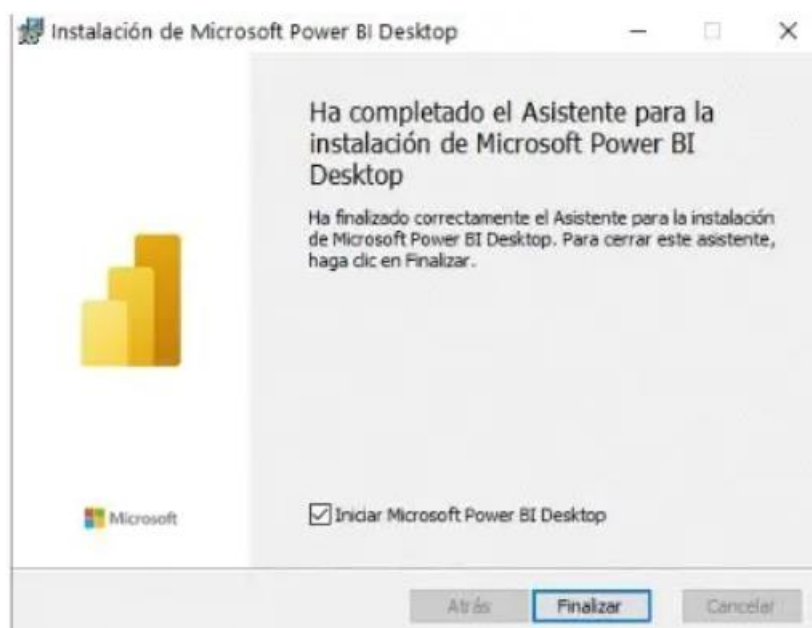 Instalación de Microsoft Power BI Desktop
Ha completado el Asistente para la
instalación de Microsoft Power BI
Desktop
Ha finalizado correctamente el Asistente para la instalación
de Microsoft Power BI Desktop. Para cerrar este asistente,
haga clic en Finalizar.
Microsoft
Iniciar Microsoft Power BI Desktop
Atrás Finalizar Cancelar